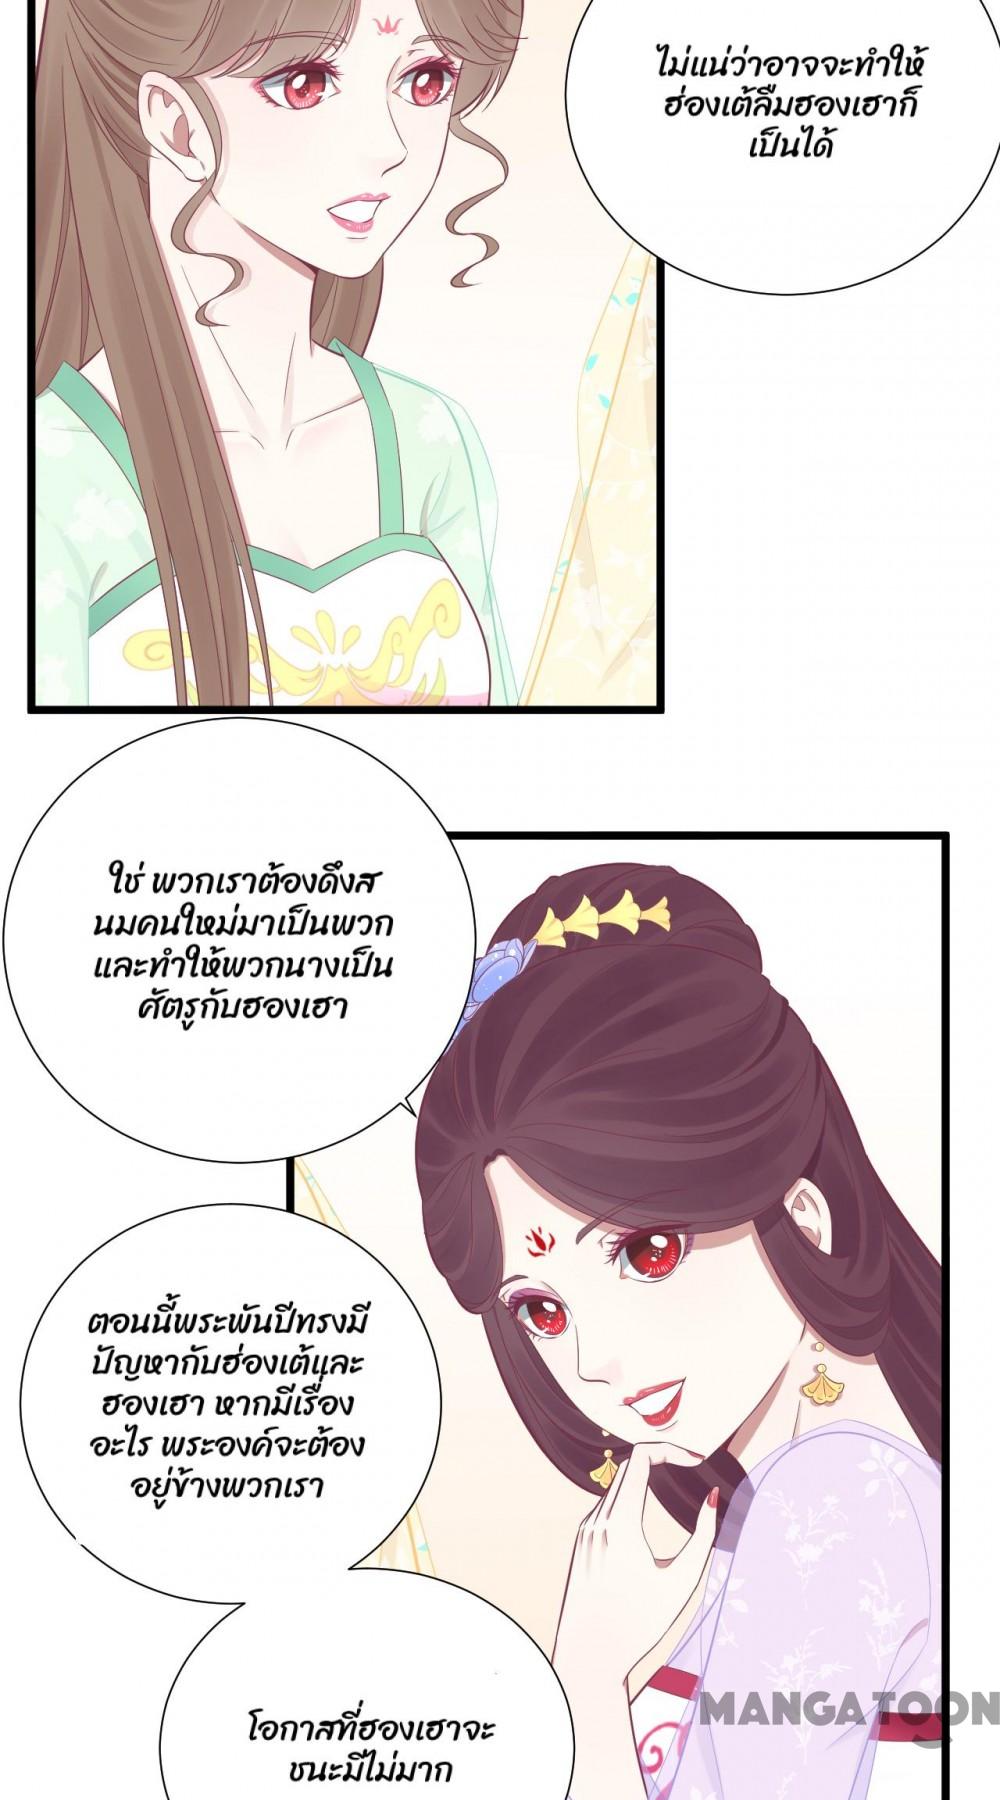 ไม่แน่ว่าอาจจะทำให้
ฮ่องเต้ลืมฮองเฮาก็
เป็นได้
ใช่ พวกเราต้องดึงส
นมคนใหม่มาเป็นพวก
และทำให้พวกนางเป็น
ศัตรูกับฮองเฮา
ตอนนี้พระพันปีทรงมี
ปัญหากับฮ่องเต้และ
ฮองเฮา หากมีเรื่อง
อะไร พระองค์จะต้อง
อยู่ข้างพวกเรา
โอกาสที่ฮองเฮาจะ
ชนะมีไม่มาก
MANGATOON